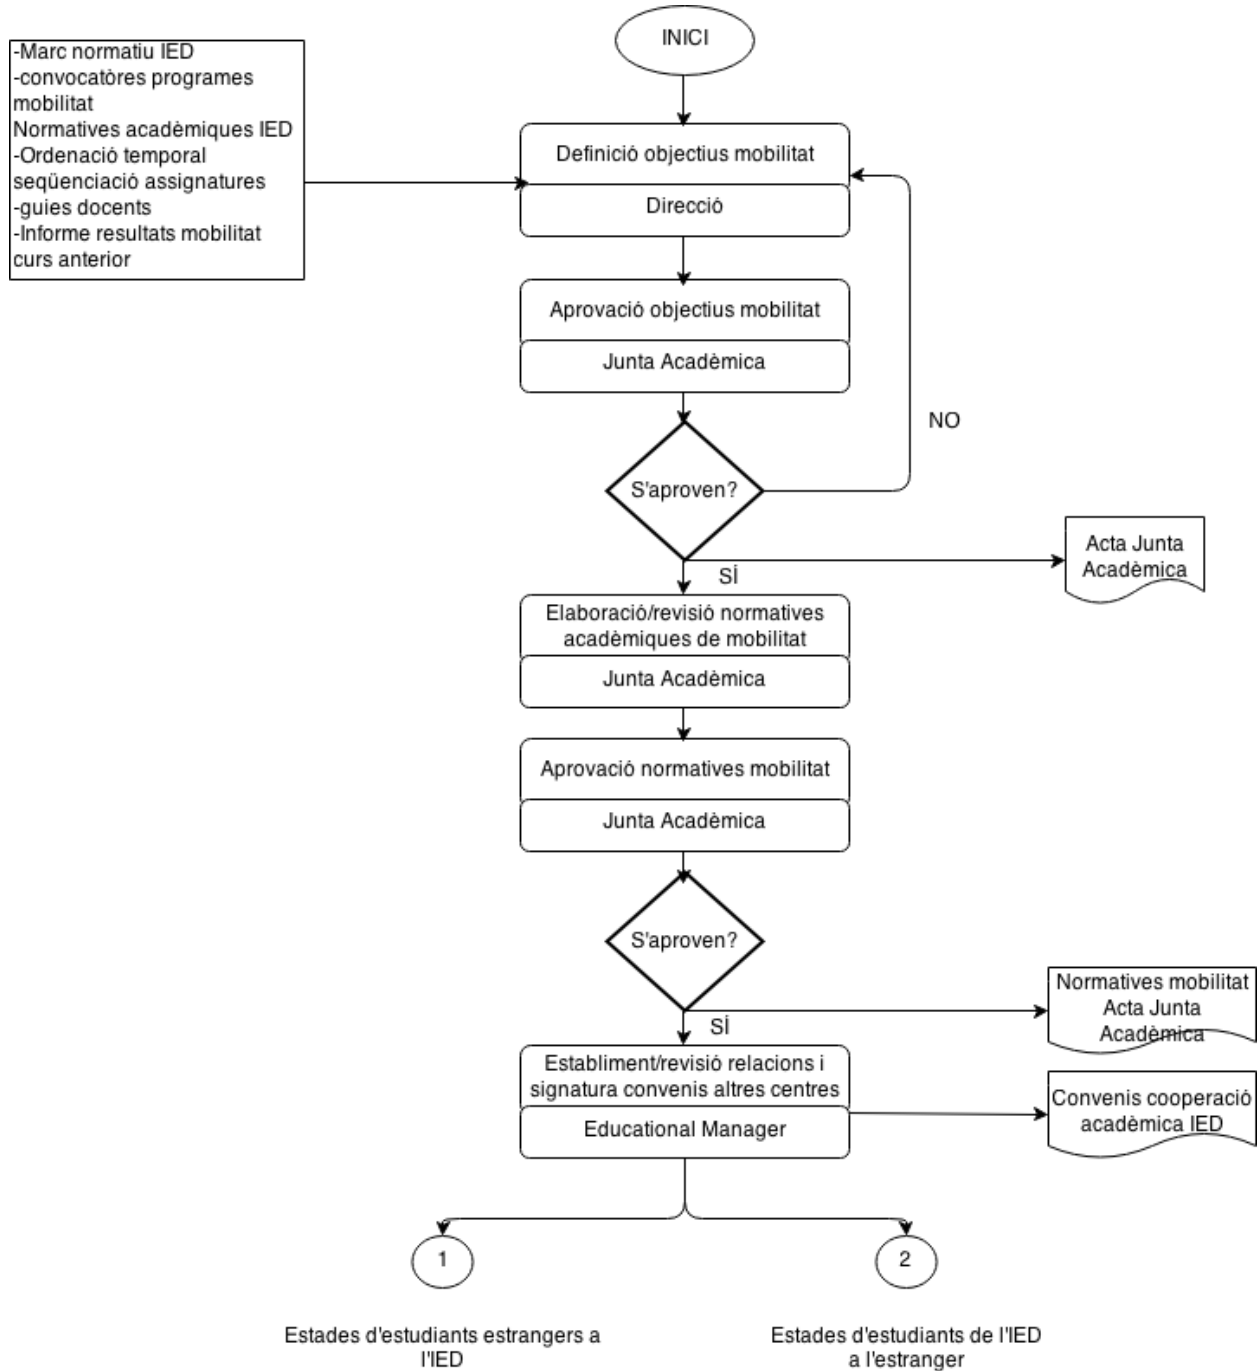 INICI
-Marc normatiu IED
-convocatòres programes
mobilitat
Normatives acadèmiques IED
-Ordenació temporal
seqüenciació assignatures
-guies docents
-Informe resultats mobilitat
curs anterior
Definició objectius mobilitat
Direcció
Aprovació objectius mobilitat
Junta Acadèmica
NO
S'aproven?
SÍ
Acta Junta
Acadèmica
Elaboració/revisió normatives
acadèmiques de mobilitat
Junta Acadèmica
Aprovació normatives mobilitat
Junta Acadèmica
S'aproven?
SÍ
Normatives mobilitat
Acta Junta
Acadèmica
Establiment/revisió relacions i
signatura convenis altres centres
Educational Manager
Convenis cooperació
acadèmica IED
1
2
Estades d'estudiants estrangers a
l'IED
Estades d'estudiants de l'IED
a l'estranger